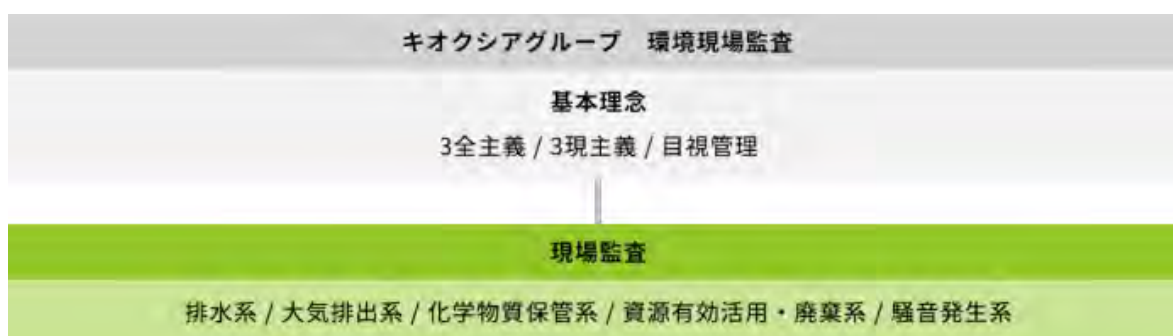 キオクシアグループ　環境現場監査
基本理念
3全主義 / 3現主義 / 目視管理
現場監査
排水系 / 大気排出系 / 化学物質保管系 / 資源有効活用・廃棄系 / 騒音発生系